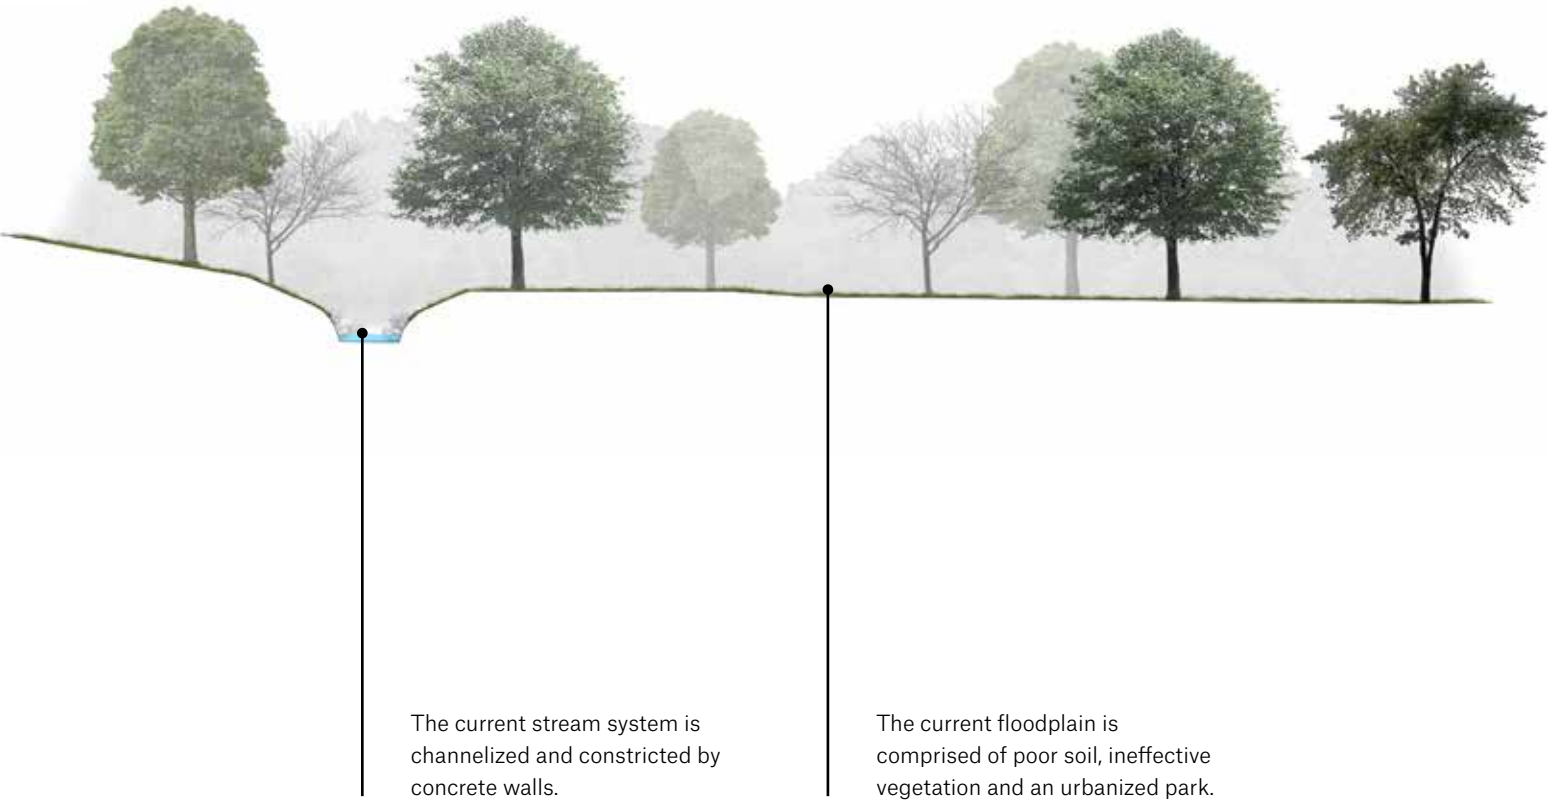 The current stream system is
channelized and constricted by
concrete walls.
The current floodplain is
comprised of poor soil, ineffective
vegetation and an urbanized park.